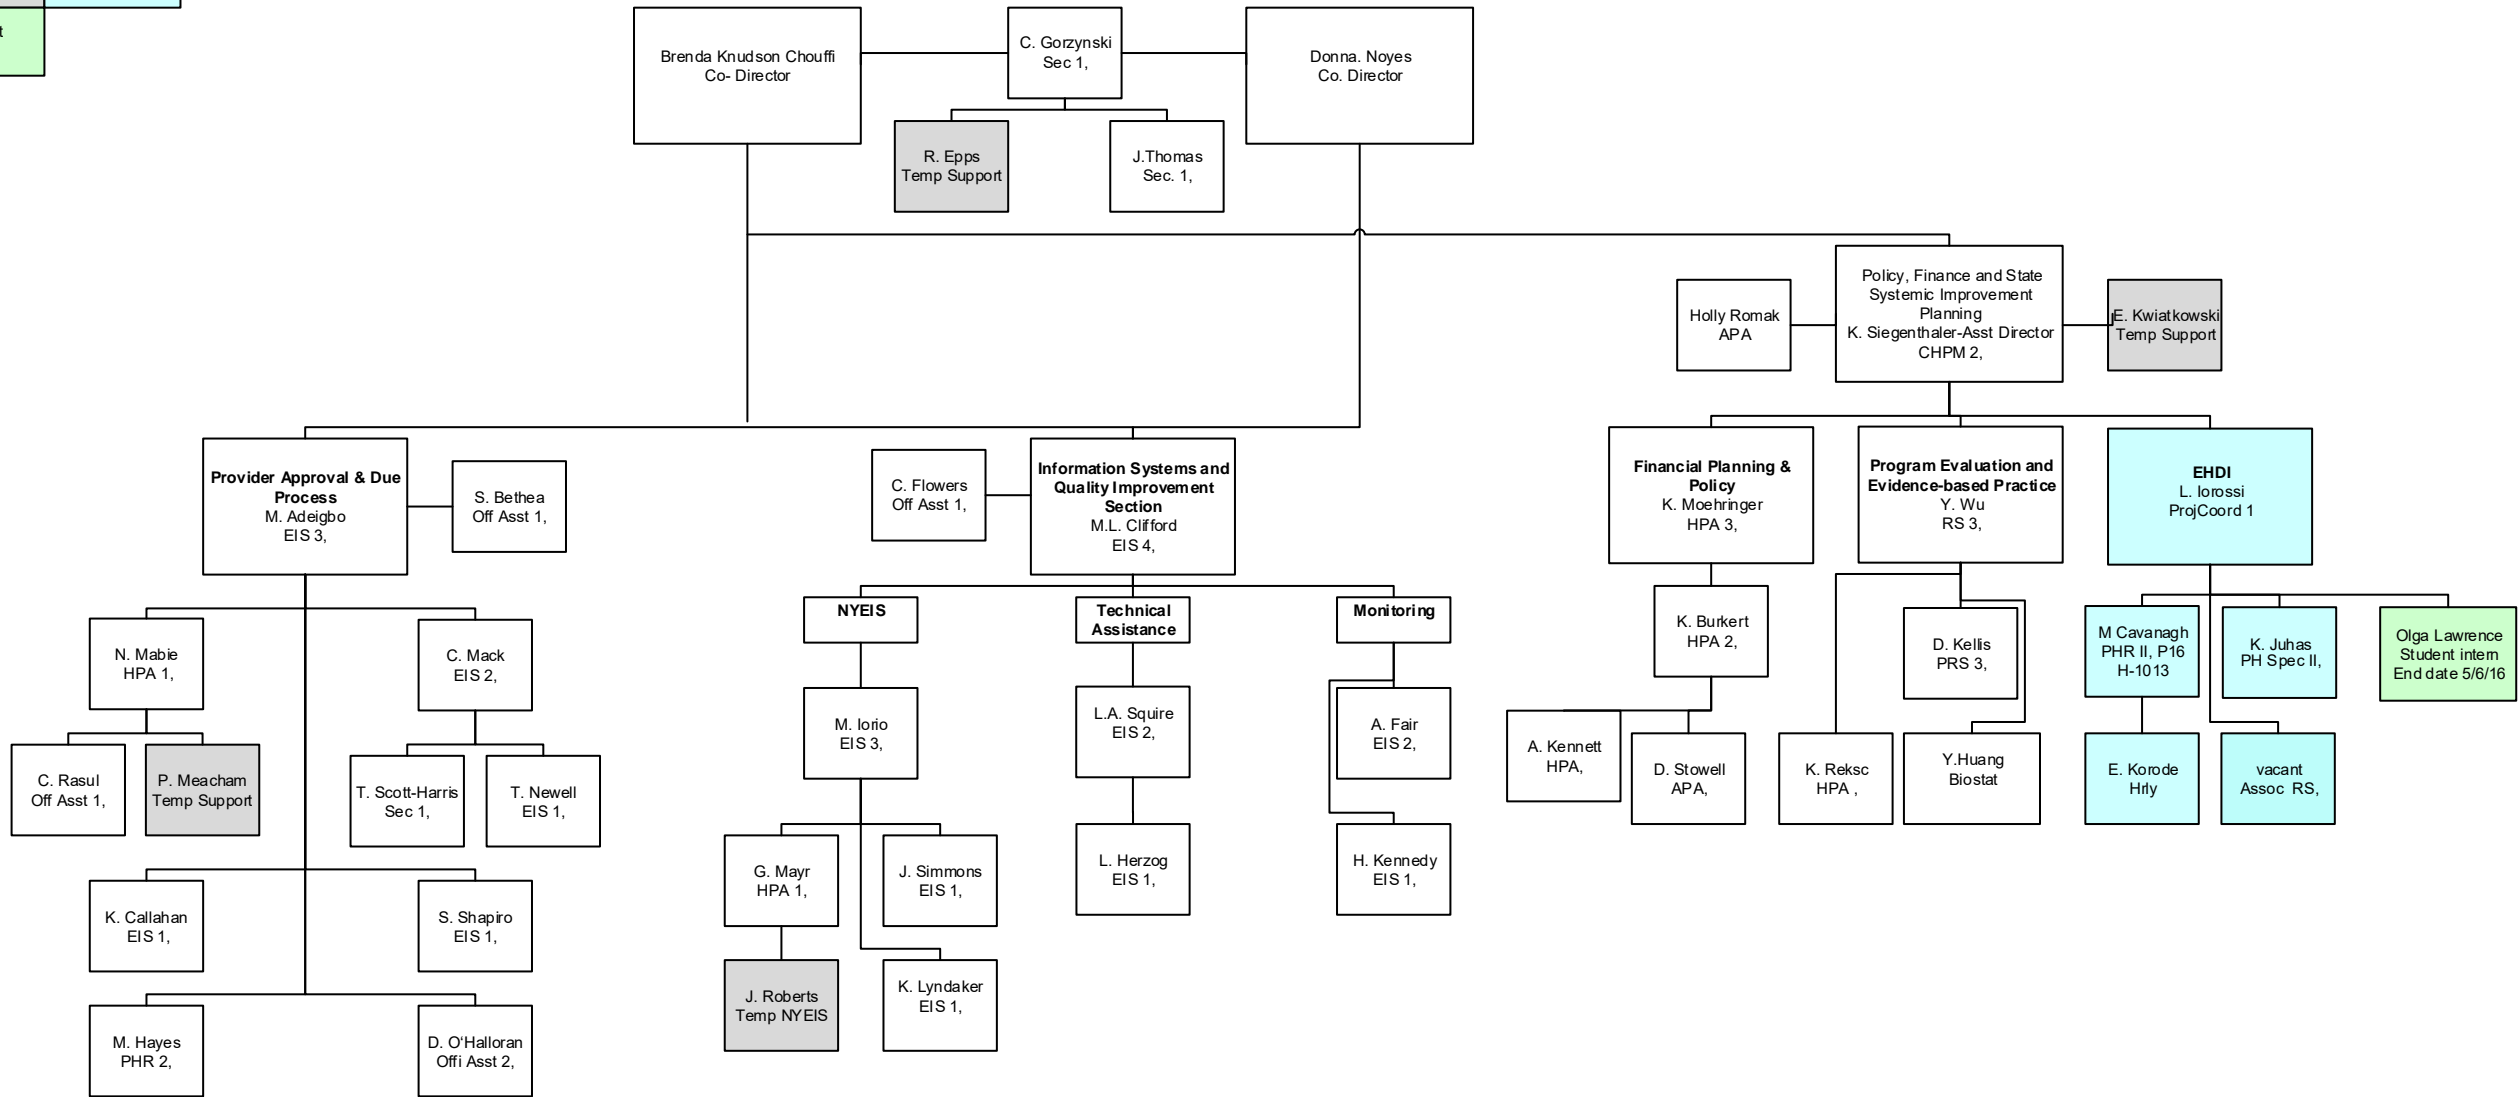 t
Brenda Knudson Chouffi
Co- Director
C. Gorzynski
Sec 1,
Donna. Noyes
Co. Director
R. Epps
Temp Support
J.Thomas
Sec. 1,
Holly Romak
APA
Policy, Finance and State
Systemic Improvement
Planning
K. Siegenthaler-Asst Director
CHPM 2,
E. Kwiatkowski
Temp Support
Provider Approval & Due
Process
M. Adeigbo
EIS 3,
S. Bethea
Off Asst 1,
C. Flowers
Off Asst 1,
Information Systems and
Quality Improvement
Section
M.L. Clifford
EIS 4,
Financial Planning &
Policy
K. Moehringer
HPA 3,
Program Evaluation and
Evidence-based Practice
Y. Wu
RS 3,
EHDI
L. Iorossi
ProjCoord 1
N. Mabie
HPA 1,
C. Mack
EIS 2,
NYEIS
Technical
Assistance
Monitoring
K. Burkert
HPA 2,
D. Kellis
PRS 3,
M Cavanagh
PHR II, P16
H-1013
K. Juhas
PH Spec II,
Olga Lawrence
Student intern
End date 5/6/16
C. Rasul
Off Asst 1,
P. Meacham
Temp Support
T. Scott-Harris
Sec 1,
T. Newell
EIS 1,
M. Iorio
EIS 3,
L.A. Squire
EIS 2,
A. Fair
EIS 2,
A. Kennett
HPA,
D. Stowell
APA,
K. Reksc
HPA ,
Y.Huang
Biostat
E. Korode
Hrly
vacant
Assoc RS,
K. Callahan
EIS 1,
S. Shapiro
EIS 1,
G. Mayr
HPA 1,
J. Simmons
EIS 1,
L. Herzog
EIS 1,
H. Kennedy
EIS 1,
M. Hayes
PHR 2,
D. O'Halloran
Offi Asst 2,
J. Roberts
Temp NYEIS
K. Lyndaker
EIS 1,